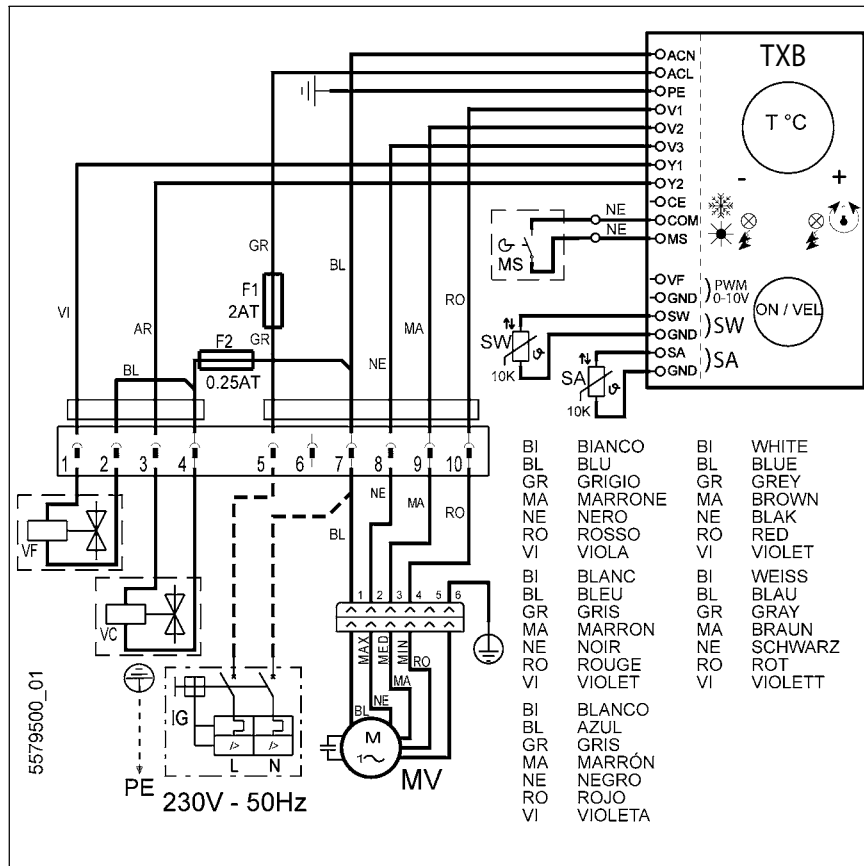 TXB
ACN
ACL
PE
V1
V2
V3
Y1
Y2
CE
COM
MS
VF
GND
SW
GND
SA
GND
T °C
- +
PWM
0-10V
SW
SA
ON / VEL
NE
NE
MS
SW
10K
SA
10K
GR
F1
2AT
GR
BL
RO
VI
AR
MA
F2
0.25AT
BL
NE
1 2 3 4 5 6 7 8 9 10
VF
VC
NE
MA
BL
RO
1 2 3 4 5 6
MAX
MED
MIN
RO
MA
NE
BL
M
1~
MV
IG
I>
I>
L N
230V - 50Hz
PE
5579500_01
BI BIANCO BI WHITE
BL BLU BL BLUE
GR GRIGIO GR GREY
MA MARRONE MA BROWN
NE NERO NE BLAK
RO ROSSO RO RED
VI VIOLA VI VIOLET
BI BLANC BI WEISS
BL BLEU BL BLAU
GR GRIS GR GRAY
MA MARRON MA BRAUN
NE NOIR NE SCHWARZ
RO ROUGE RO ROT
VI VIOLET VI VIOLETT
BI BLANCO
BL AZUL
GR GRIS
MA MARRÓN
NE NEGRO
RO ROJO
VI VIOLETA